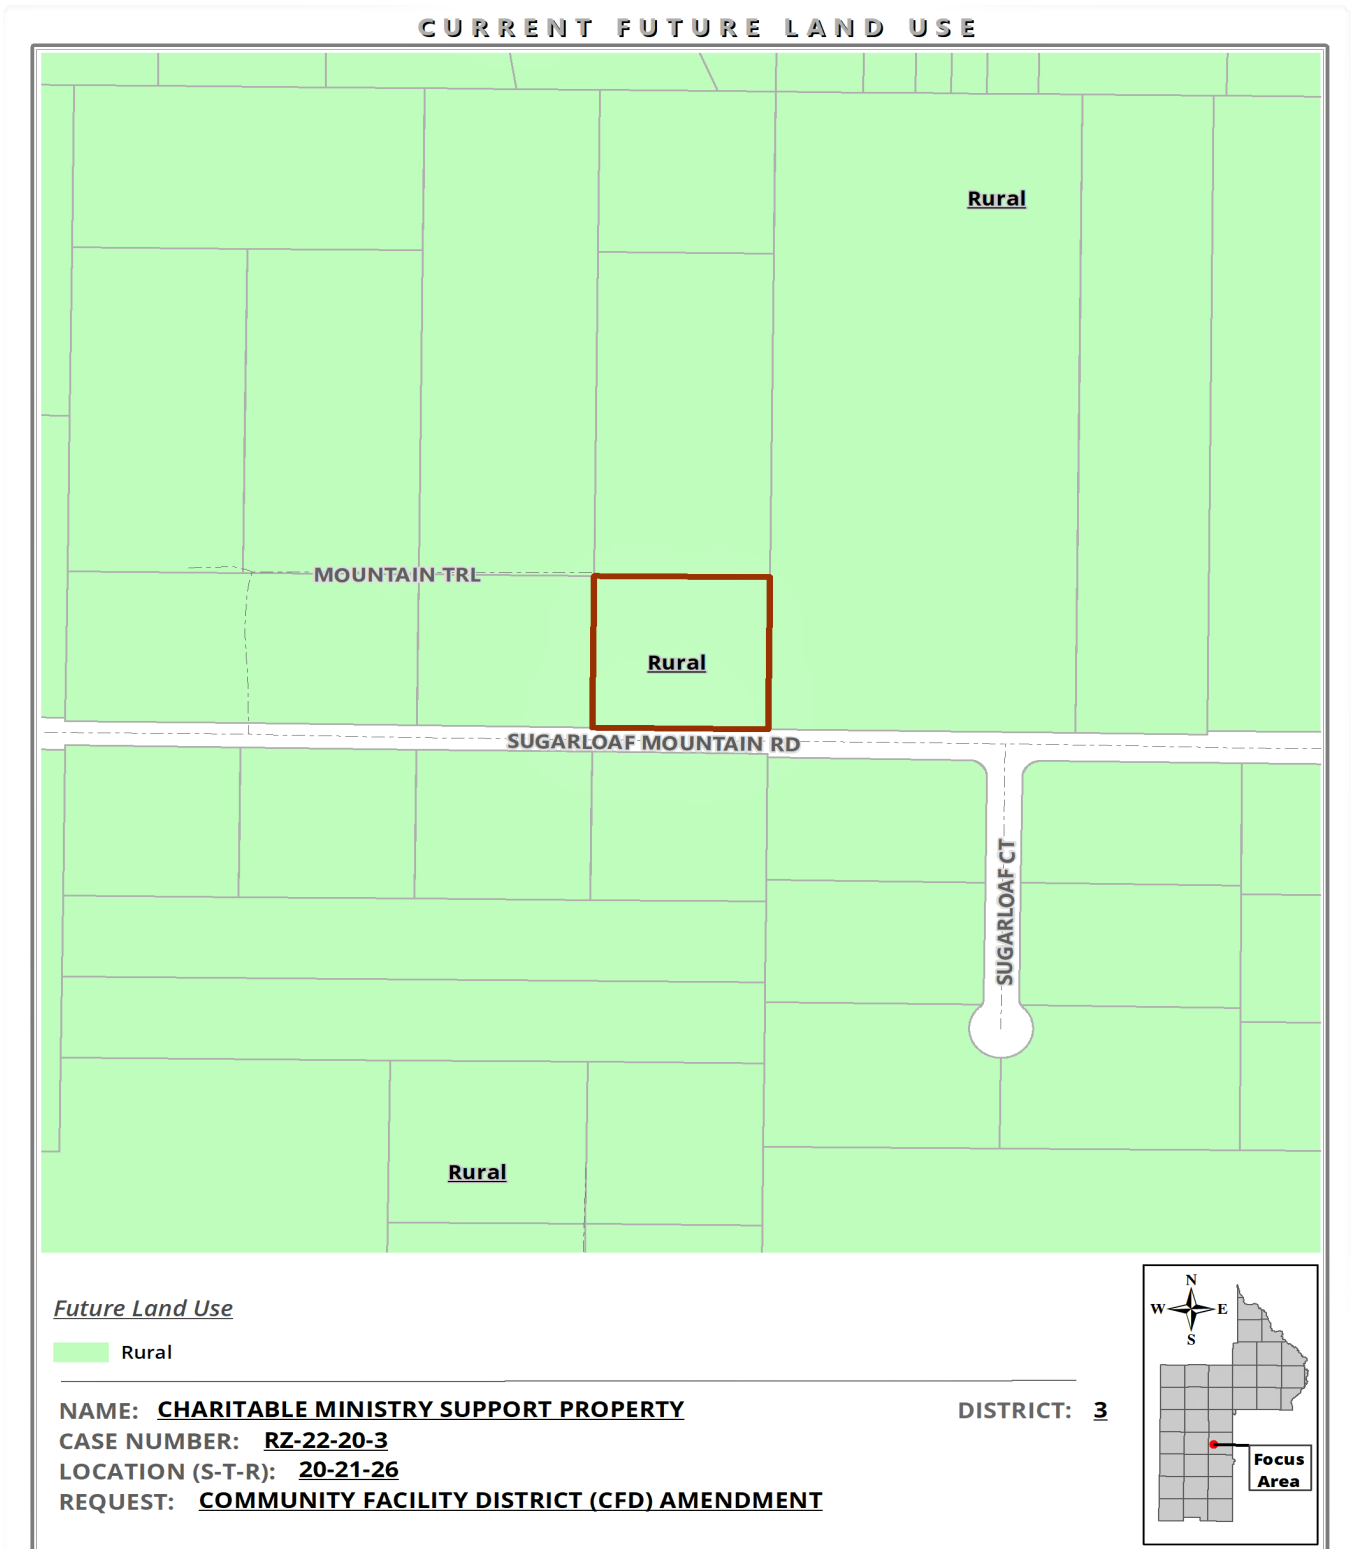 CURRENT FUTURE LAND USE
Rural
MOUNTAIN TRL
Rural
SUGARLOAF MOUNTAIN RD
SUGARLOAF CT
Rural
Future Land Use
Rural
NAME: CHARITABLE MINISTRY SUPPORT PROPERTY
DISTRICT: 3
CASE NUMBER: RZ-22-20-3
LOCATION (S-T-R): 20-21-26
REQUEST: COMMUNITY FACILITY DISTRICT (CFD) AMENDMENT
N
W E
S
Focus
Area